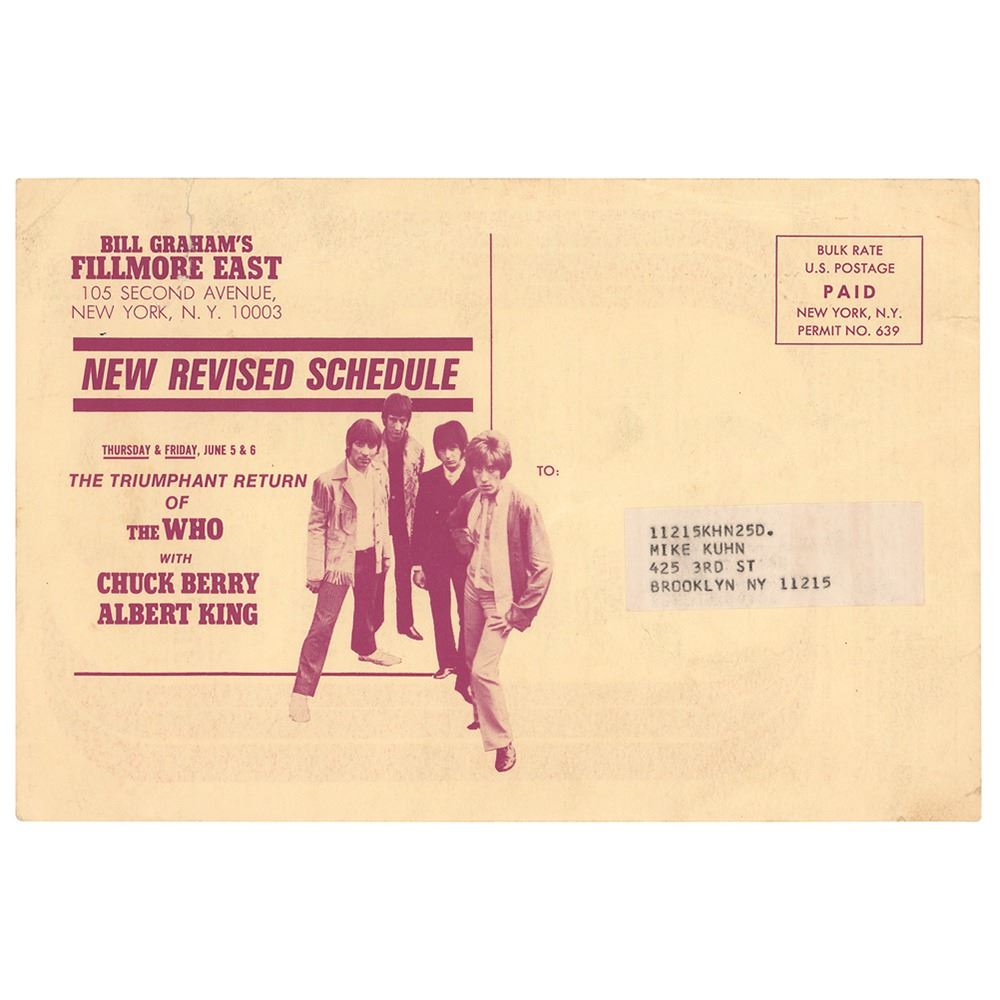 BILL GRAHAM'S
FILLMORE EAST
105 SECOND AVENUE,
NEW YORK, N. Y. 10003
NEW REVISED SCHEDULE
THURSDAY & FRIDAY, JUNE 5 & 6
THE TRIUMPHANT RETURN
OF
THE WHO
WITH
CHUCK BERRY
ALBERT KING
BULK RATE
U.S. POSTAGE
PAID
NEW YORK, N.Y.
PERMIT NO. 639
TO:
11215KHN25D.
MIKE KUHN
425 3RD ST
BROOKLYN NY 11215